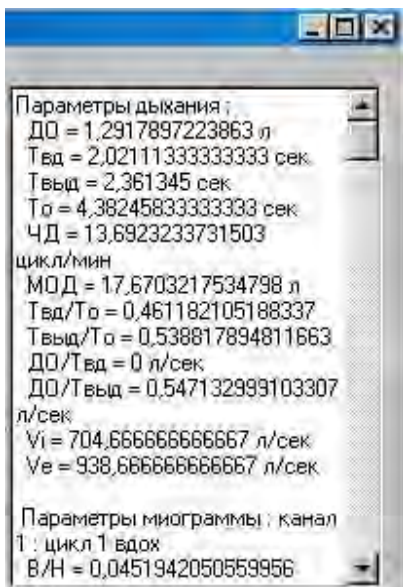 Параметры дыхания :
ДО = 1,2917897223863 л
Твд = 2,02111333333333 сек
Твыд = 2,361345 сек
То = 4,38245833333333 сек
ЧД = 13,6923233731503
цикл/мин
МОД = 17,6703217534798 л
Твд/То = 0,461182105188337
Твыд/То = 0,538817894811663
ДО/Твд = 0 л/сек
ДО/Твыд = 0,547132999103307
л/сек
Vi = 704,666666666667 л/сек
Ve = 938,666666666667 л/сек
Параметры миограммы : канал
1 : цикл 1 вдох
В/Н = 0,0451942050559956